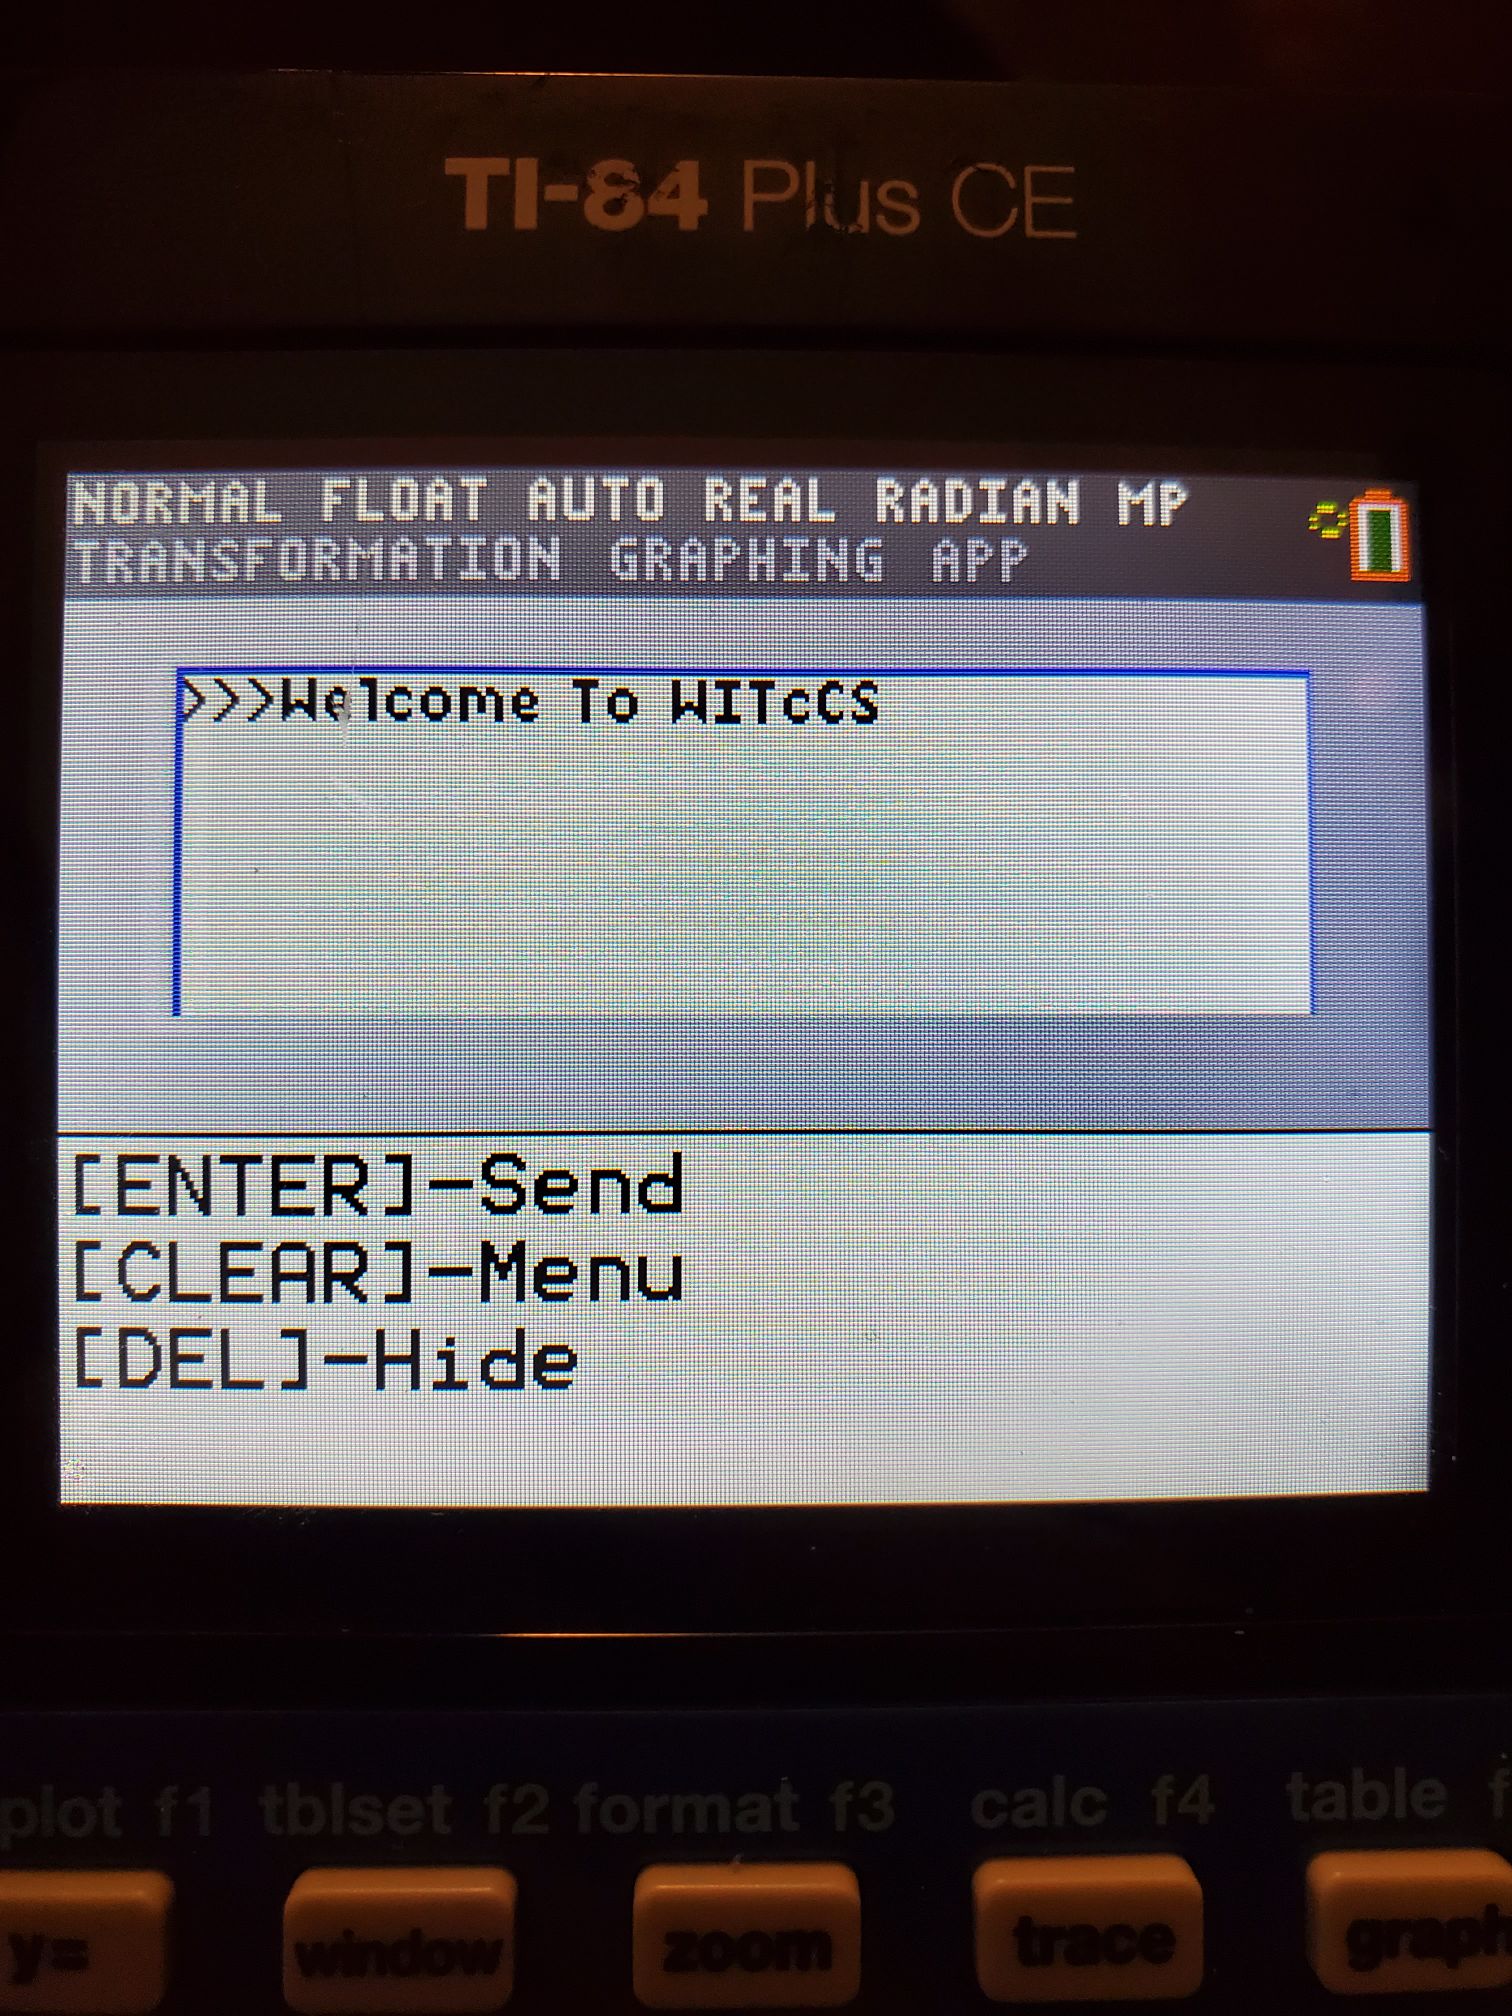 TI-84 Plus CE
NORMAL FLOAT AUTO REAL RADIAN MP
TRANSFORMATION GRAPHING APP
>>>Welcome To WITcCS
[ENTER]-Send
[CLEAR]-Menu
[DEL]-Hide
plot f1 tblset f2 format f3 calc f4 table f
y= window zoom trace graph